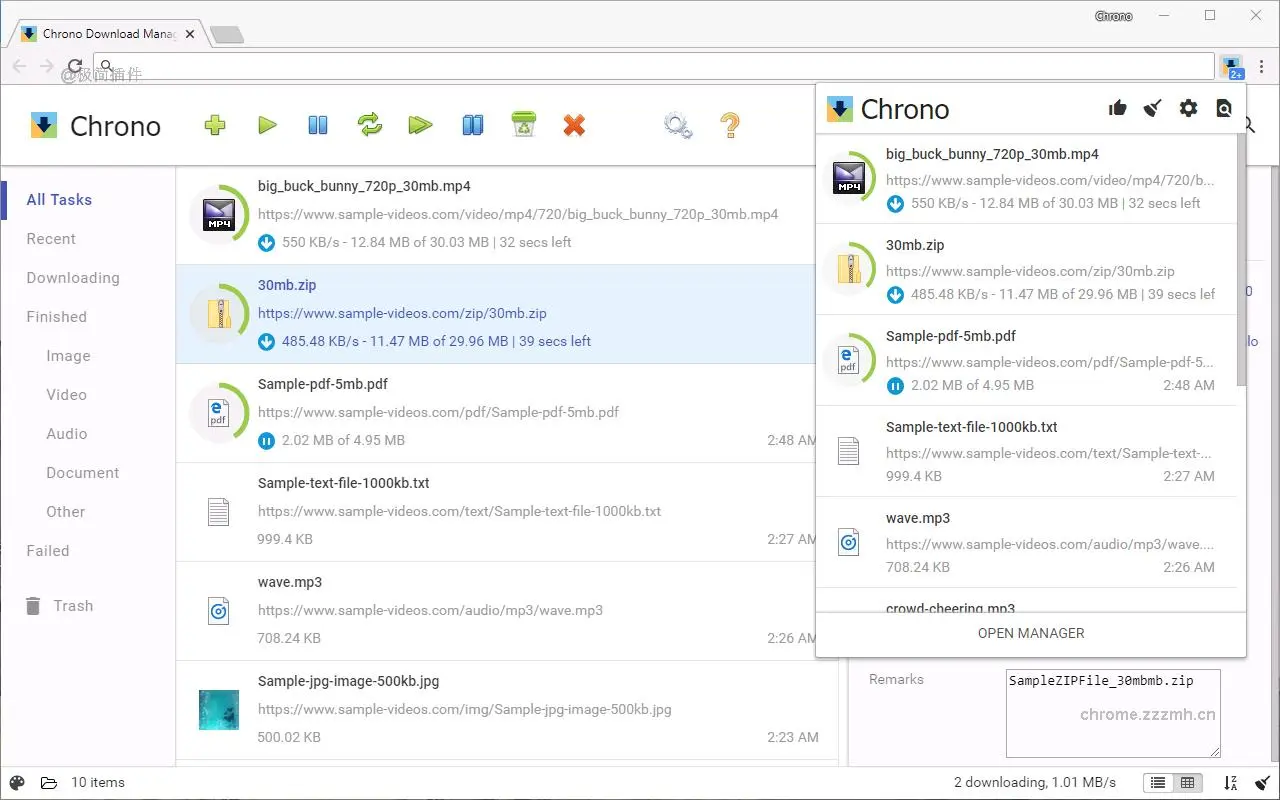 Chrono
Chrono Download Mana
@极简插件
2+
Chrono
All Tasks
Recent
Downloading
Finished
Image
Video
Audio
Document
Other
Failed
Trash
big_buck_bunny_720p_30mb.mp4
MP4
https://www.sample-videos.com/video/mp4/720/big_buck_bunny_720p_30mb.mp4
550 KB/s - 12.84 MB of 30.03 MB | 32 secs left
30mb.zip
https://www.sample-videos.com/zip/30mb.zip
485.48 KB/s - 11.47 MB of 29.96 MB | 39 secs left
Sample-pdf-5mb.pdf
pdf
https://www.sample-videos.com/pdf/Sample-pdf-5mb.pdf
2.02 MB of 4.95 MB
2:48 AM
Sample-text-file-1000kb.txt
https://www.sample-videos.com/text/Sample-text-file-1000kb.txt
999.4 KB
2:27 AM
wave.mp3
https://www.sample-videos.com/audio/mp3/wave.mp3
708.24 KB
2:26 AM
Sample-jpg-image-500kb.jpg
https://www.sample-videos.com/img/Sample-jpg-image-500kb.jpg
500.02 KB
2:23 AM
Chrono
big_buck_bunny_720p_30mb.mp4
MP4
https://www.sample-videos.com/video/mp4/720/b...
550 KB/s - 12.84 MB of 30.03 MB | 32 secs left
30mb.zip
https://www.sample-videos.com/zip/30mb.zip
485.48 KB/s - 11.47 MB of 29.96 MB | 39 secs lef
Sample-pdf-5mb.pdf
pdf
https://www.sample-videos.com/pdf/Sample-pdf-5...
2.02 MB of 4.95 MB
2:48 AM
Sample-text-file-1000kb.txt
https://www.sample-videos.com/text/Sample-text-...
999.4 KB
2:27 AM
wave.mp3
https://www.sample-videos.com/audio/mp3/wave....
708.24 KB
2:26 AM
crowd-cheering.mp3
OPEN MANAGER
0
lo
Remarks
SampleZIPFile_30mbmb.zip
chrome.zzzmh.cn
10 items
2 downloading, 1.01 MB/s